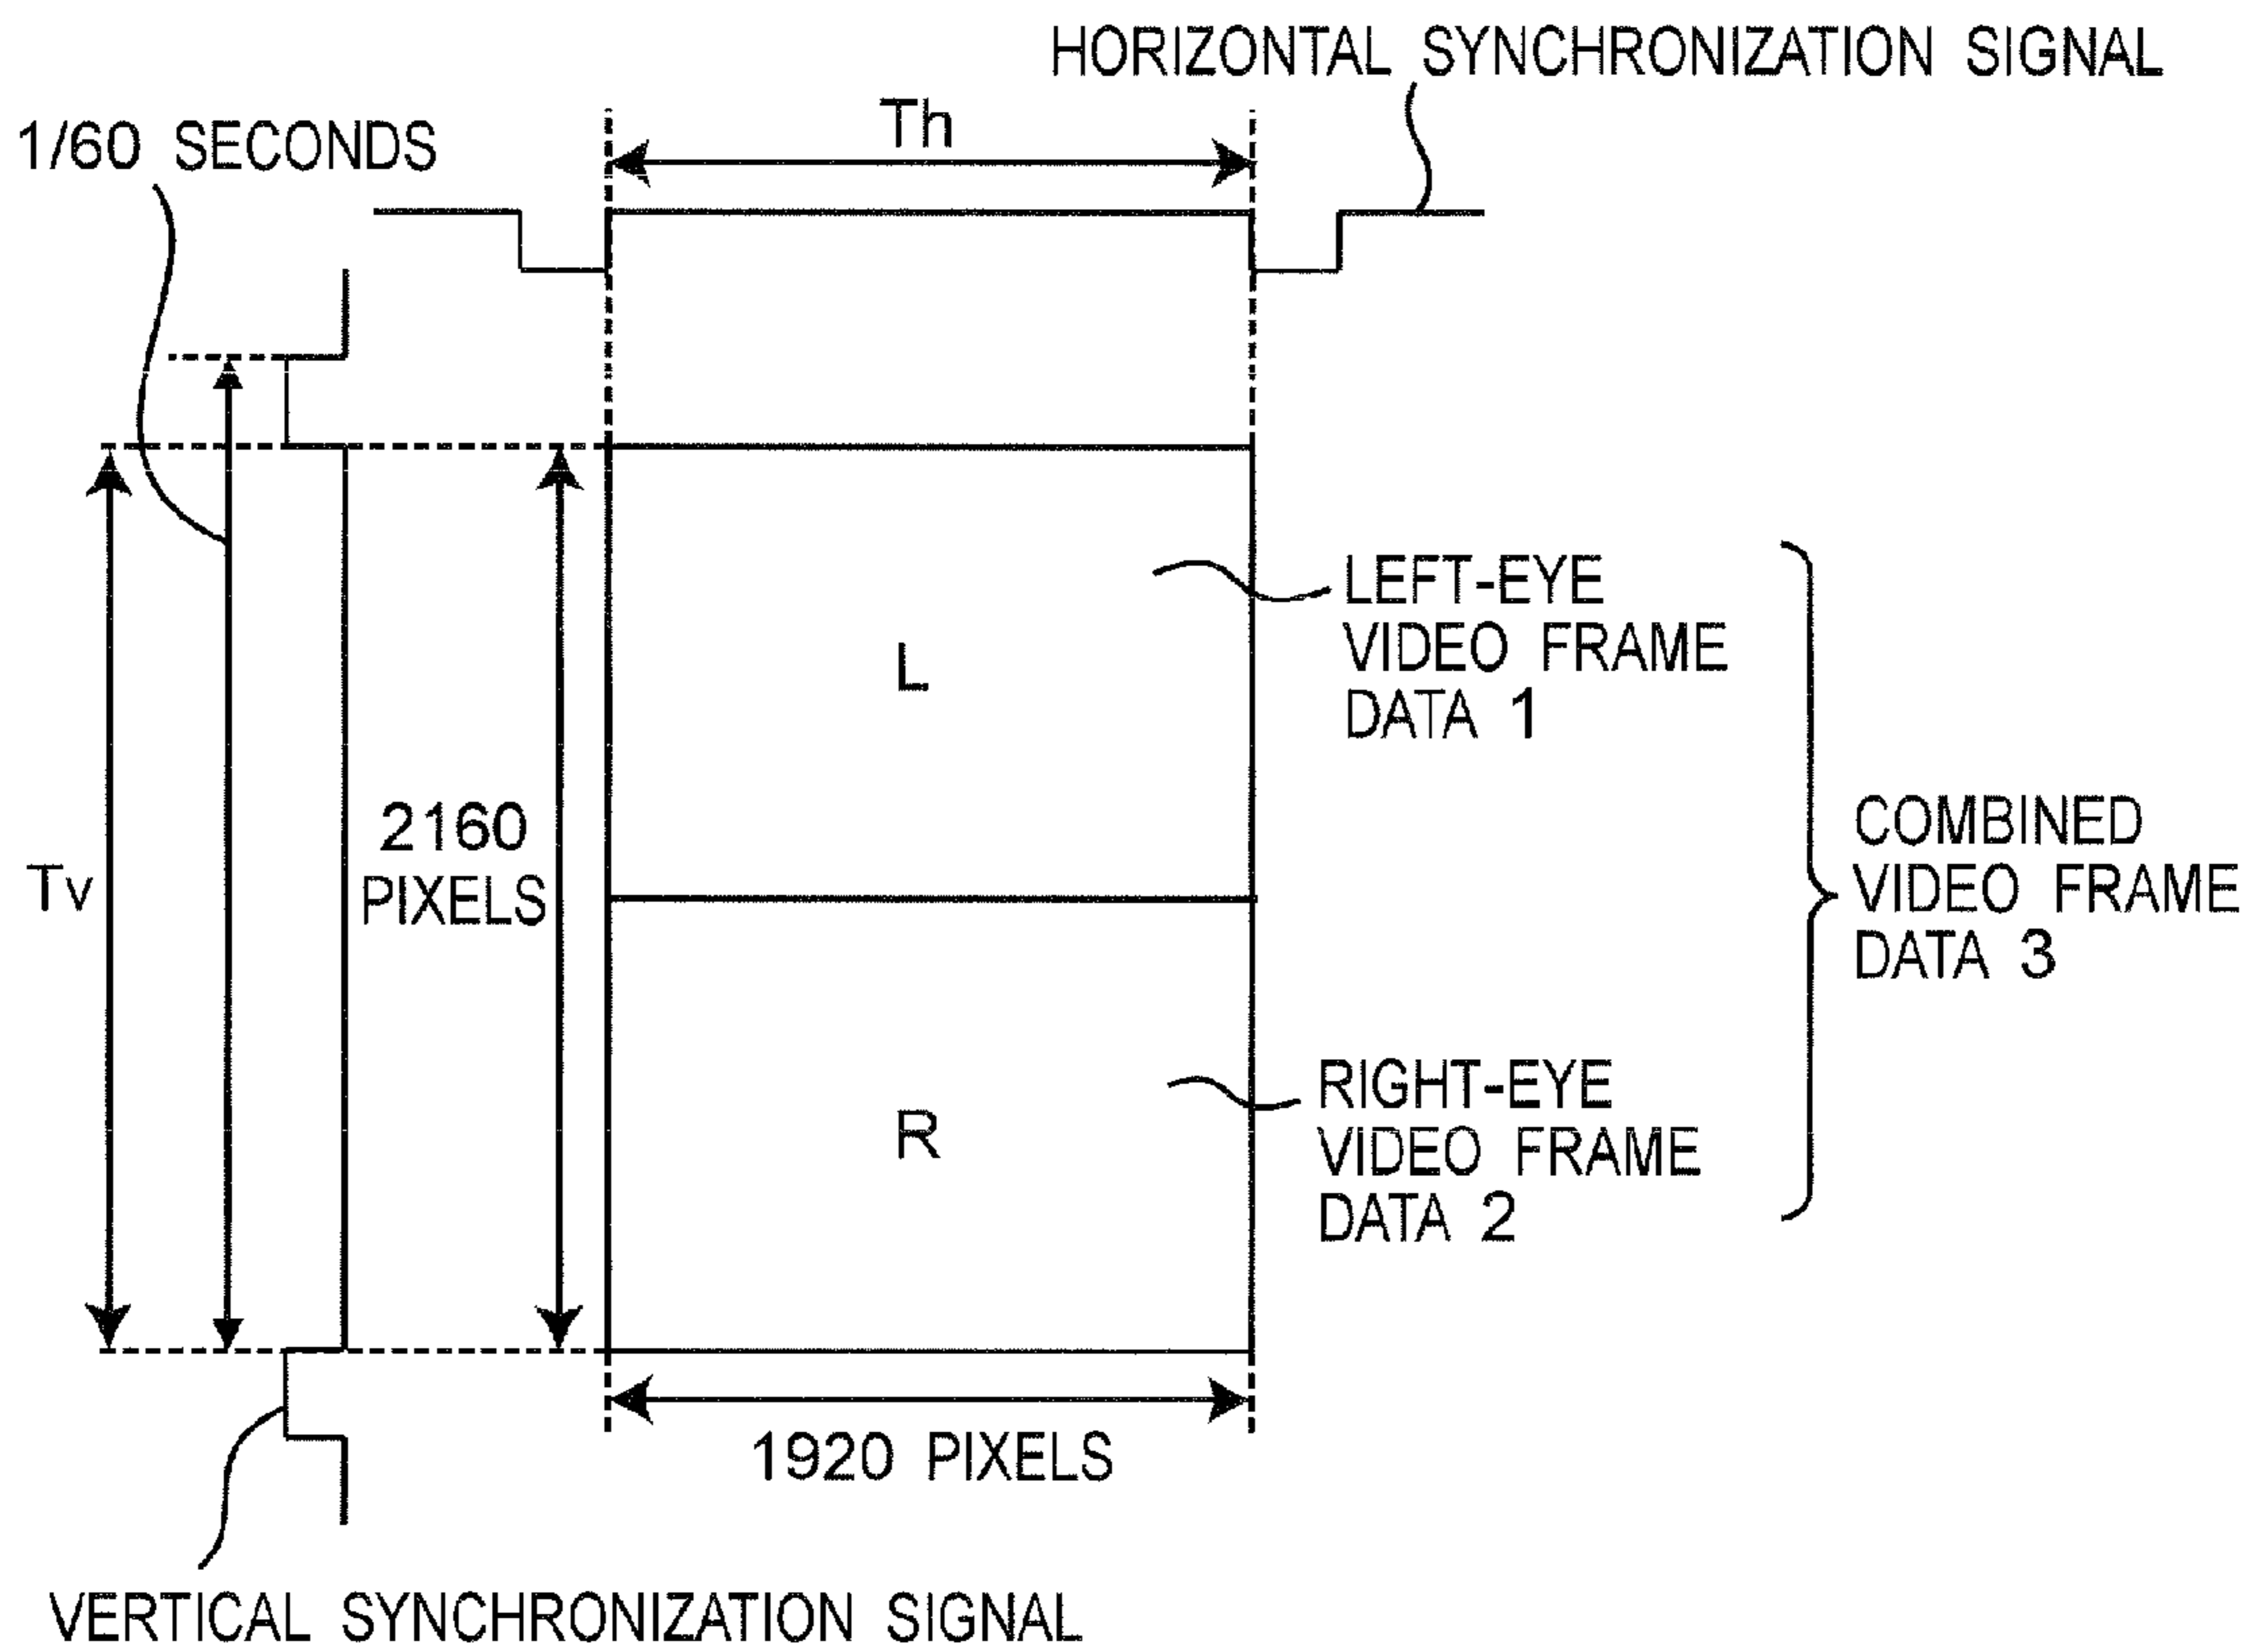 HORIZONTAL SYNCHRONIZATION SIGNAL
Th
1/60 SECONDS
LEFT-EYE
VIDEO FRAME
DATA 1
L
2160
PIXELS
Tv
COMBINED
VIDEO FRAME
DATA 3
RIGHT-EYE
VIDEO FRAME
DATA 2
R
1920 PIXELS
VERTICAL SYNCHRONIZATION SIGNAL